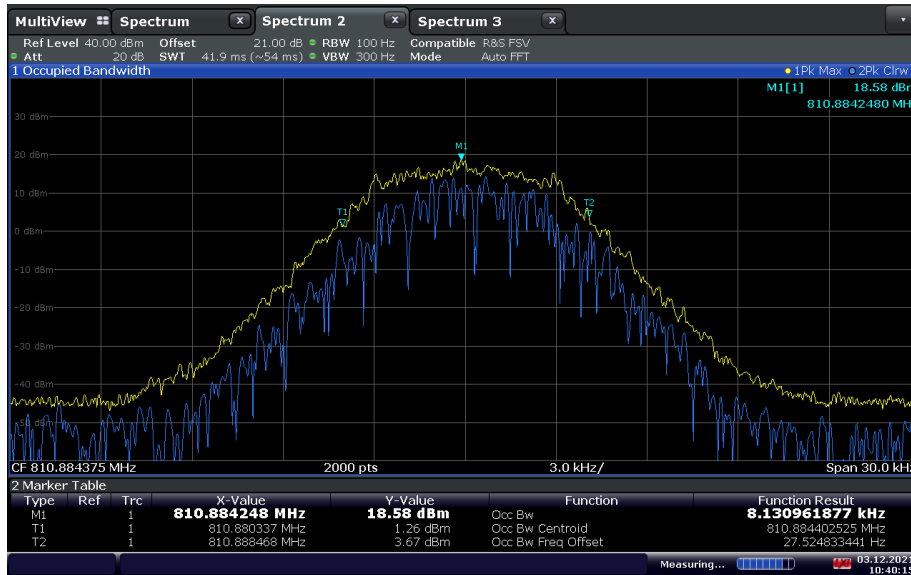 MultiView Spectrum x Spectrum 2 x Spectrum 3 x
Ref Level 40.00 dBm Offset 21.00 dB RBW 100 Hz Compatible R&S FSV
Att 20 dB SWT 41.9 ms (~54 ms) VBW 300 Hz Mode Auto FFT
1 Occupied Bandwidth 1Pk Max 2Pk Clrw
M1[1] 18.58 dBr
810.8842480 MH
30 dBm
M1
20 dBm
10 dBm
T1 T2
0 dBm
-10 dBm
-20 dBm
-30 dBm
-40 dBm
-50 dBm
CF 810.884375 MHz 2000 pts 3.0 kHz/ Span 30.0 kHz
2 Marker Table
Type Ref Trc X-Value Y-Value Function Function Result
M1 1 810.884248 MHz 18.58 dBm Occ Bw 8.130961877 kHz
T1 1 810.880337 MHz 1.26 dBm Occ Bw Centroid 810.884402525 MHz
T2 1 810.888468 MHz 3.67 dBm Occ Bw Freq Offset 27.524833441 Hz
Measuring... 03.12.2021
10:40:15